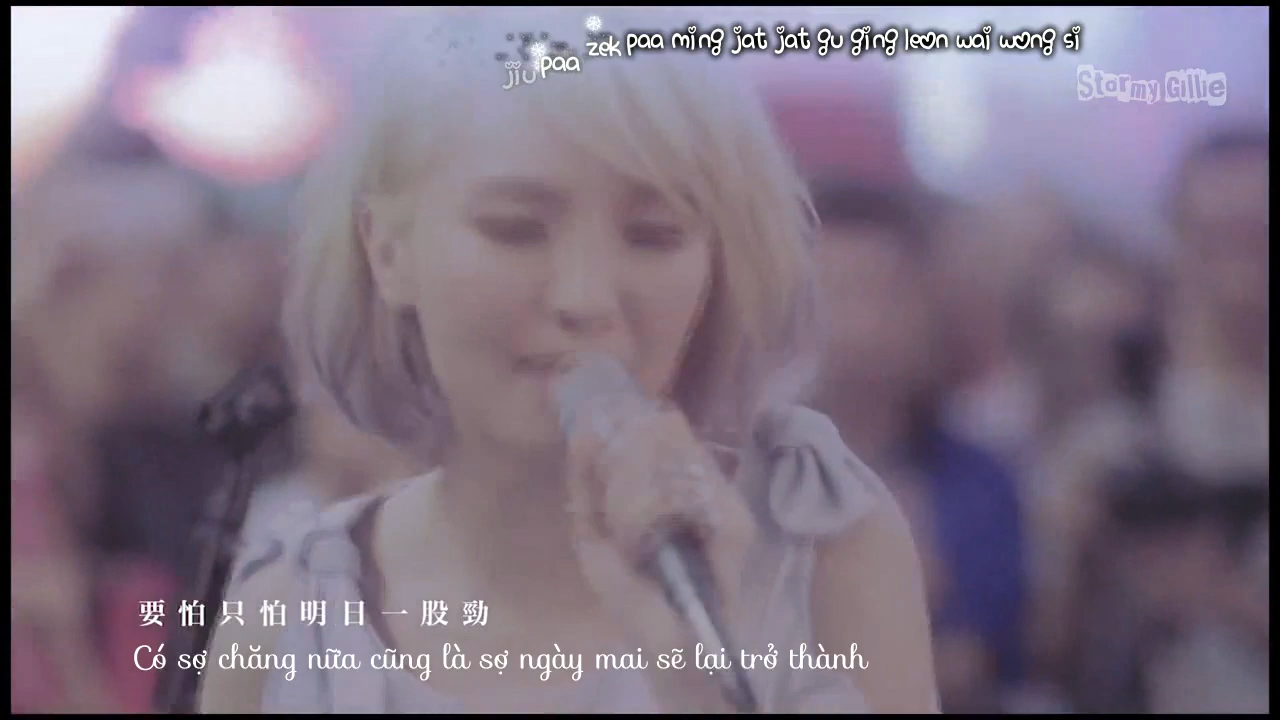 jiu paa zek paa ming jat jat gu ging leon wai wong si
Stormy Gillie
要怕只怕明日一股勁
Có sợ chăng nữa cũng là sợ ngày mai sẽ lại trở thành